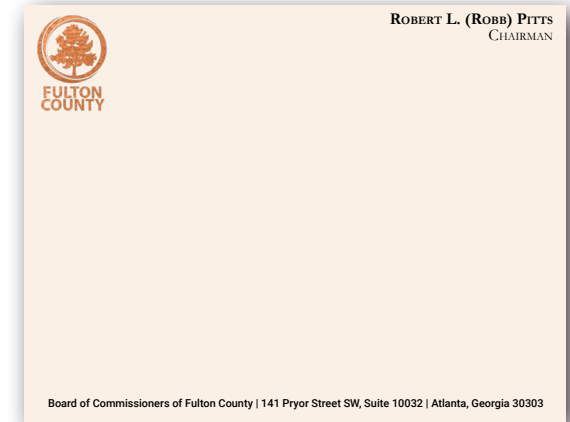 ROBERT L. (ROBB) PITTS
CHAIRMAN
FULTON
COUNTY
Board of Commissioners of Fulton County | 141 Pryor Street SW, Suite 10032 | Atlanta, Georgia 30303